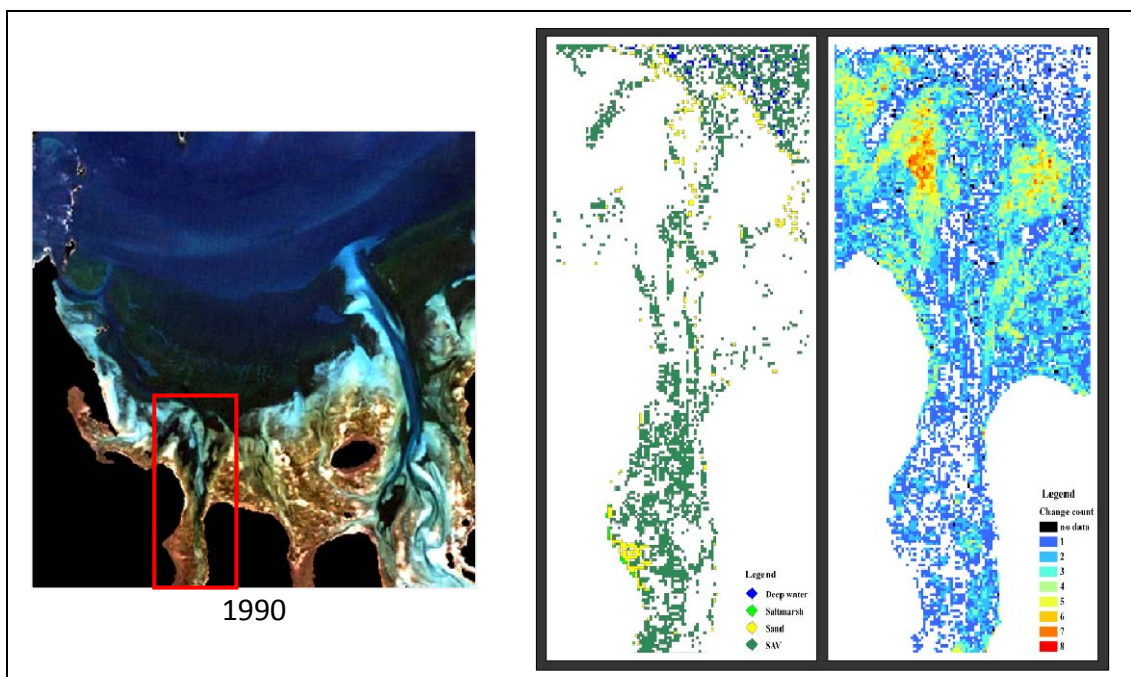 1990
Legend
Deep water
Saltmarsh
Sand
SAV
Legend
Change count
no data
1
2
3
4
5
6
7
8